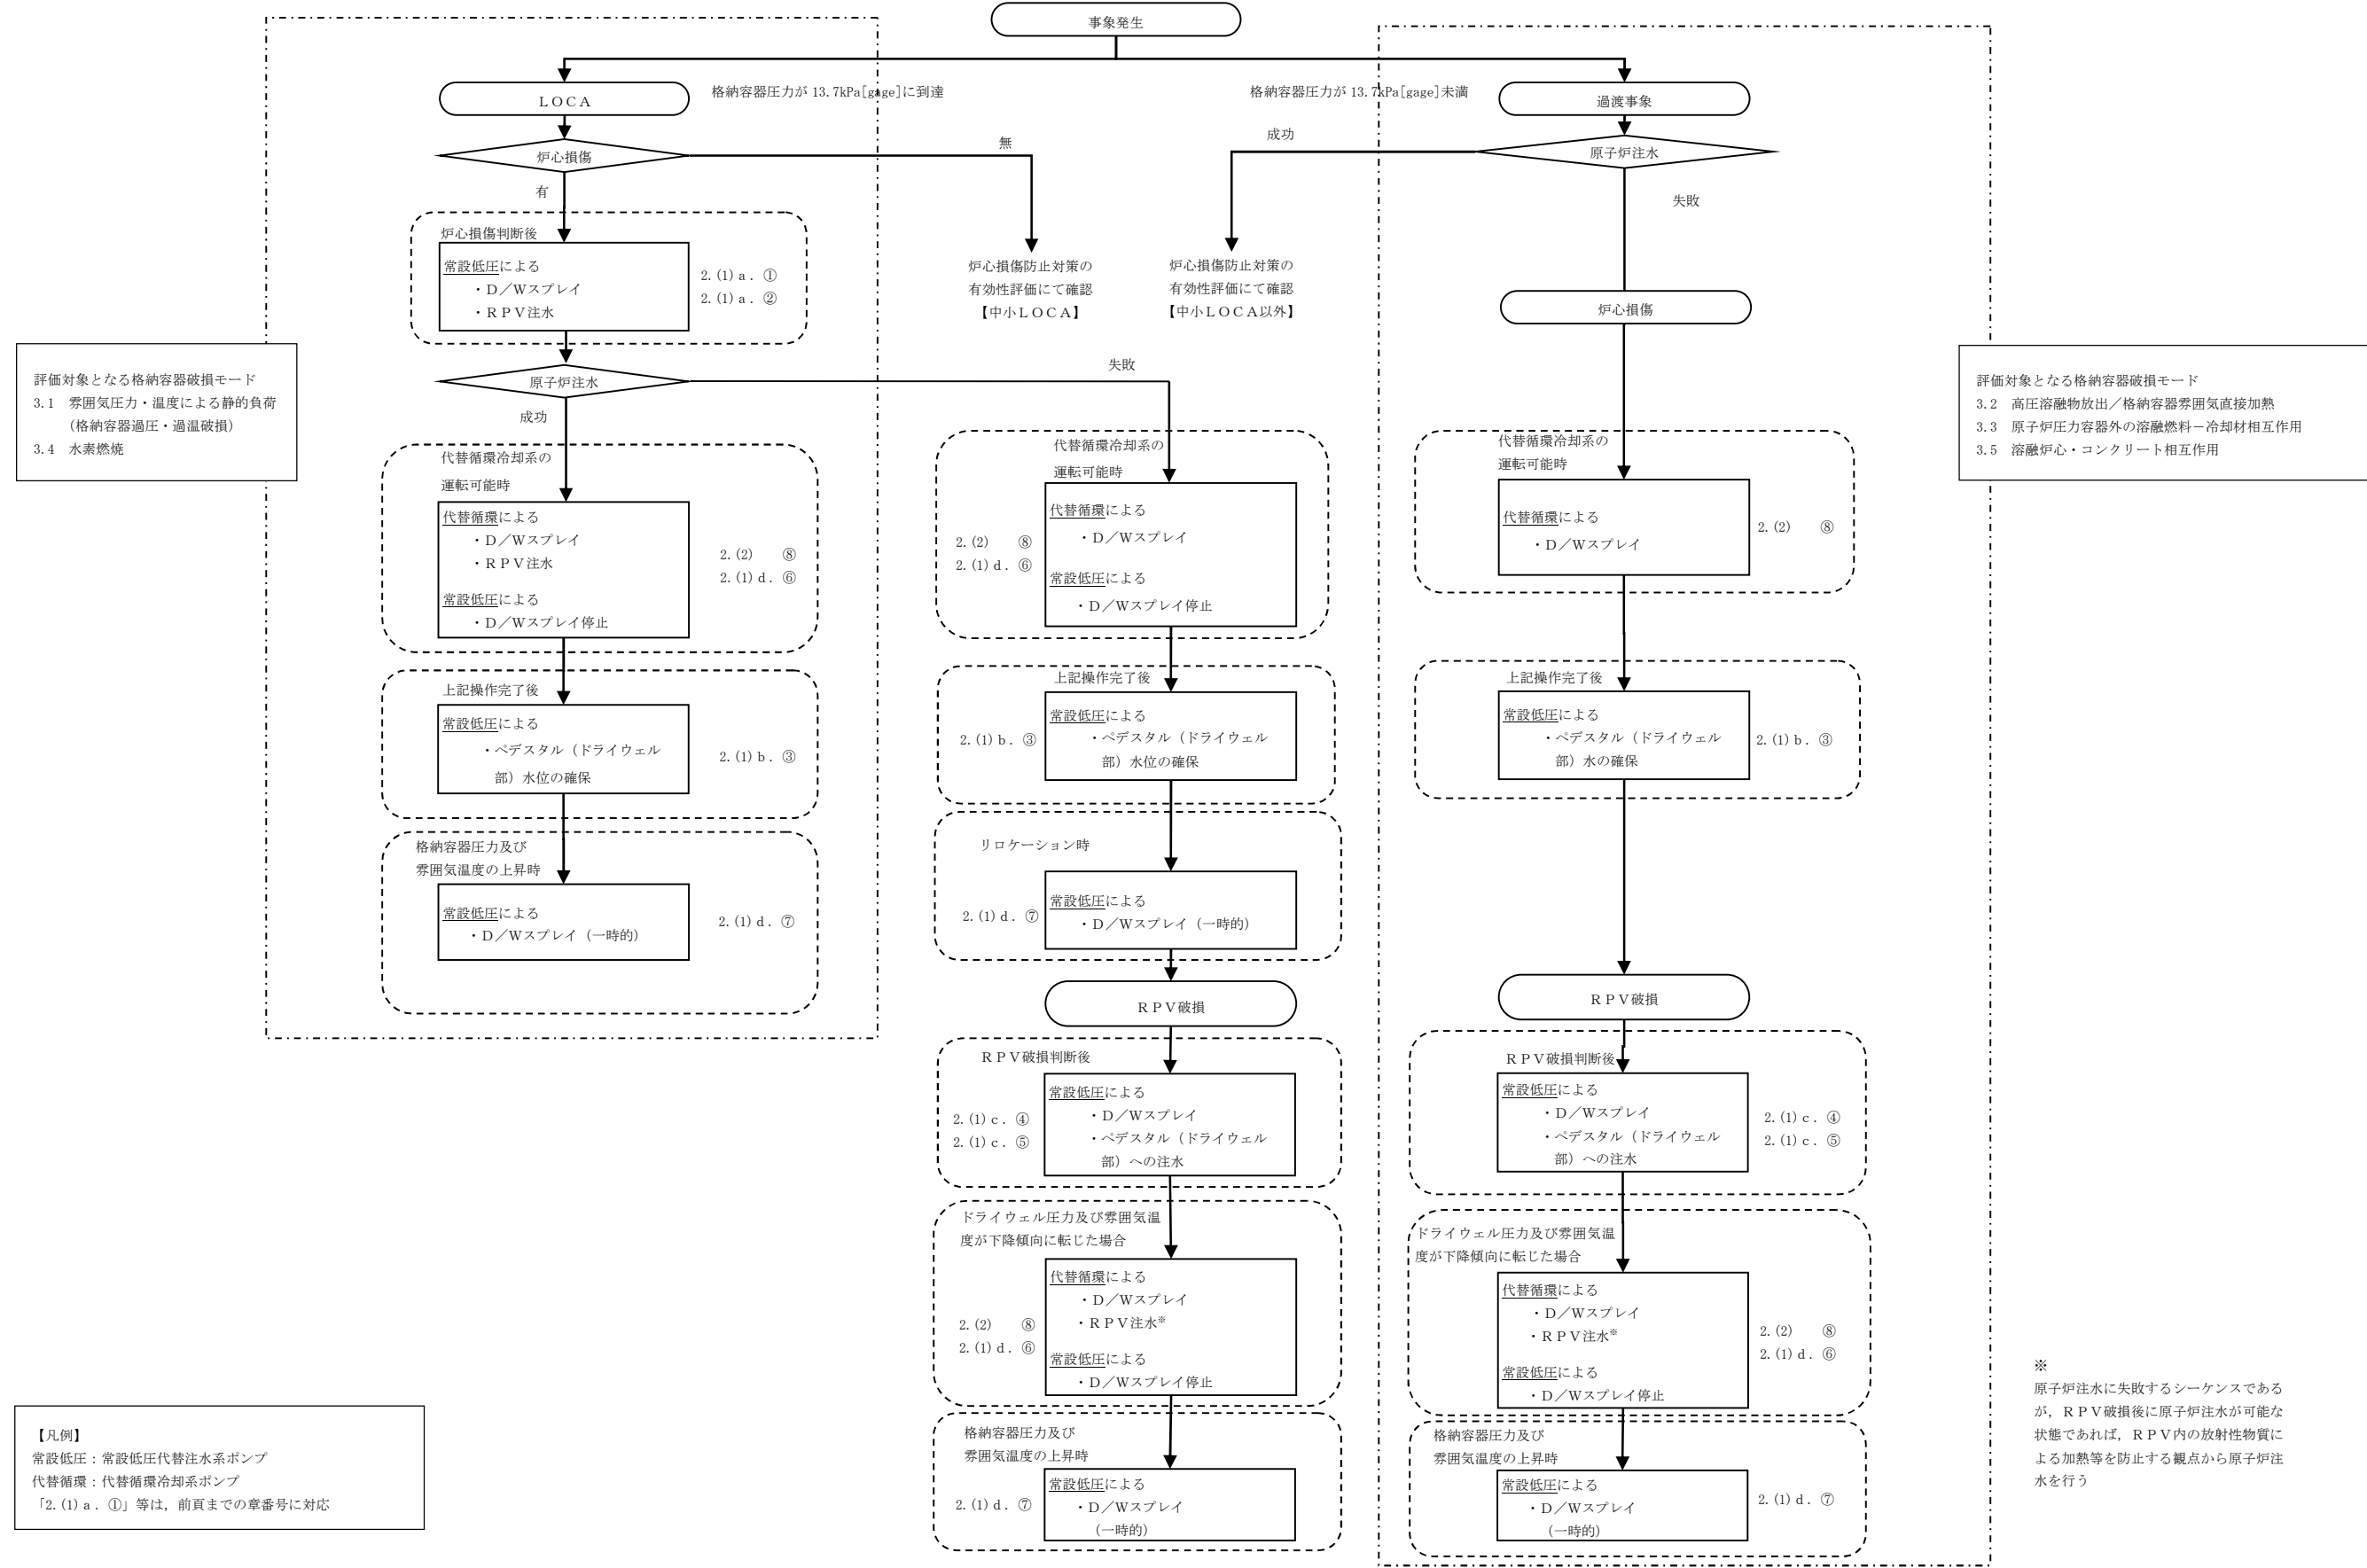 事象発生
LOCA
格納容器圧力が 13.7kPa[gage]に到達
炉心損傷
無
有
炉心損傷判断後
常設低圧による
・D／Wスプレイ
・RPV注水
2.(1)a. ①
2.(1)a. ②
炉心損傷防止対策の
有効性評価にて確認
【中小LOCA】
評価対象となる格納容器破損モード
3.1 雰囲気圧力・温度による静的負荷
（格納容器過圧・過温破損）
3.4 水素燃焼
原子炉注水
失敗
成功
代替循環冷却系の
運転可能時
代替循環による
・D／Wスプレイ
・RPV注水
常設低圧による
・D／Wスプレイ停止
2.(2) ⑧
2.(1)d. ⑥
上記操作完了後
常設低圧による
・ペデスタル（ドライウェル
部）水位の確保
2.(1)b. ③
格納容器圧力及び
雰囲気温度の上昇時
常設低圧による
・D／Wスプレイ（一時的）
2.(1)d. ⑦
代替循環冷却系の
運転可能時
代替循環による
・D／Wスプレイ
常設低圧による
・D／Wスプレイ停止
2.(2) ⑧
2.(1)d. ⑥
上記操作完了後
常設低圧による
・ペデスタル（ドライウェル
部）水位の確保
2.(1)b. ③
リロケーション時
常設低圧による
・D／Wスプレイ（一時的）
2.(1)d. ⑦
RPV破損
RPV破損判断後
常設低圧による
・D／Wスプレイ
・ペデスタル（ドライウェル
部）への注水
2.(1)c. ④
2.(1)c. ⑤
ドライウェル圧力及び雰囲気温
度が下降傾向に転じた場合
代替循環による
・D／Wスプレイ
・RPV注水※
常設低圧による
・D／Wスプレイ停止
2.(2) ⑧
2.(1)d. ⑥
格納容器圧力及び
雰囲気温度の上昇時
常設低圧による
・D／Wスプレイ
（一時的）
2.(1)d. ⑦
格納容器圧力が 13.7kPa[gage]未満
過渡事象
成功
原子炉注水
失敗
炉心損傷防止対策の
有効性評価にて確認
【中小LOCA以外】
炉心損傷
評価対象となる格納容器破損モード
3.2 高圧溶融物放出／格納容器雰囲気直接加熱
3.3 原子炉圧力容器外の溶融燃料－冷却材相互作用
3.5 溶融炉心・コンクリート相互作用
代替循環冷却系の
運転可能時
代替循環による
・D／Wスプレイ
2.(2) ⑧
上記操作完了後
常設低圧による
・ペデスタル（ドライウェル
部）水の確保
2.(1)b. ③
RPV破損
RPV破損判断後
常設低圧による
・D／Wスプレイ
・ペデスタル（ドライウェル
部）への注水
2.(1)c. ④
2.(1)c. ⑤
ドライウェル圧力及び雰囲気温
度が下降傾向に転じた場合
代替循環による
・D／Wスプレイ
・RPV注水※
常設低圧による
・D／Wスプレイ停止
2.(2) ⑧
2.(1)d. ⑥
格納容器圧力及び
雰囲気温度の上昇時
常設低圧による
・D／Wスプレイ
（一時的）
2.(1)d. ⑦
【凡例】
常設低圧：常設低圧代替注水系ポンプ
代替循環：代替循環冷却系ポンプ
「2.(1)a. ①」等は，前頁までの章番号に対応
※
原子炉注水に失敗するシーケンスである
が，RPV破損後に原子炉注水が可能な
状態であれば，RPV内の放射性物質に
よる加熱等を防止する観点から原子炉注
水を行う